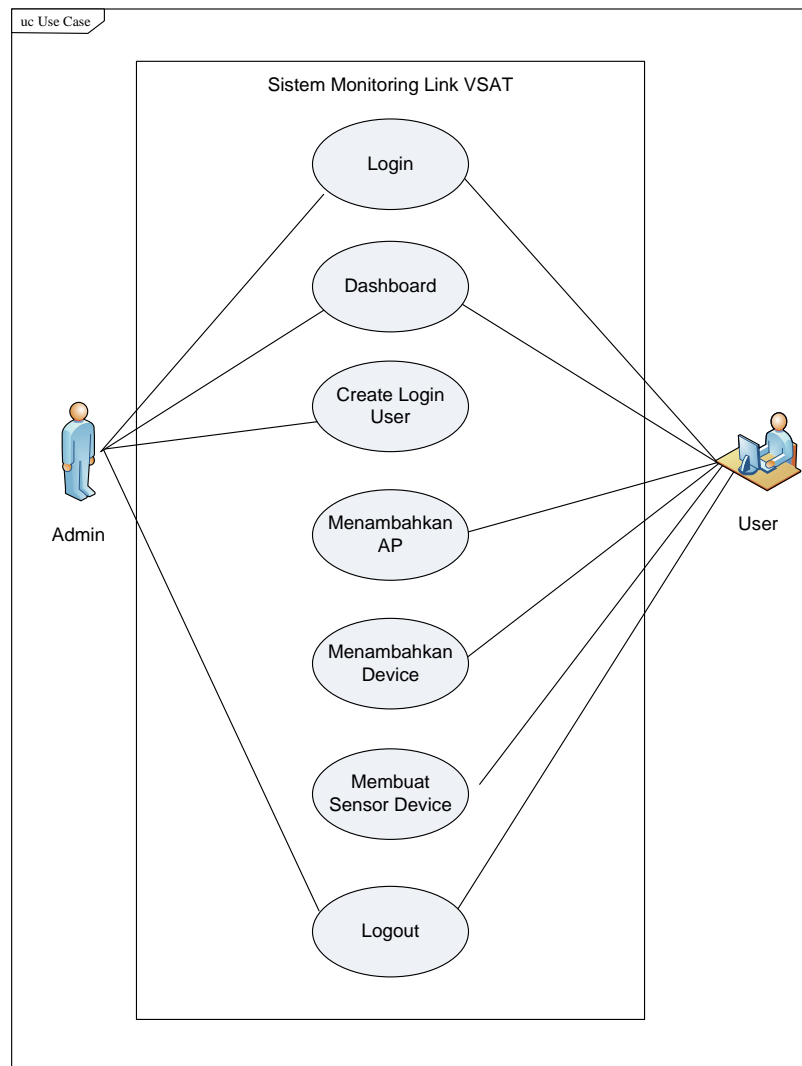 uc Use Case
Sistem Monitoring Link VSAT
Login
Dashboard
Create Login
User
Menambahkan
AP
Menambahkan
Device
Membuat
Sensor Device
Logout
Admin
User